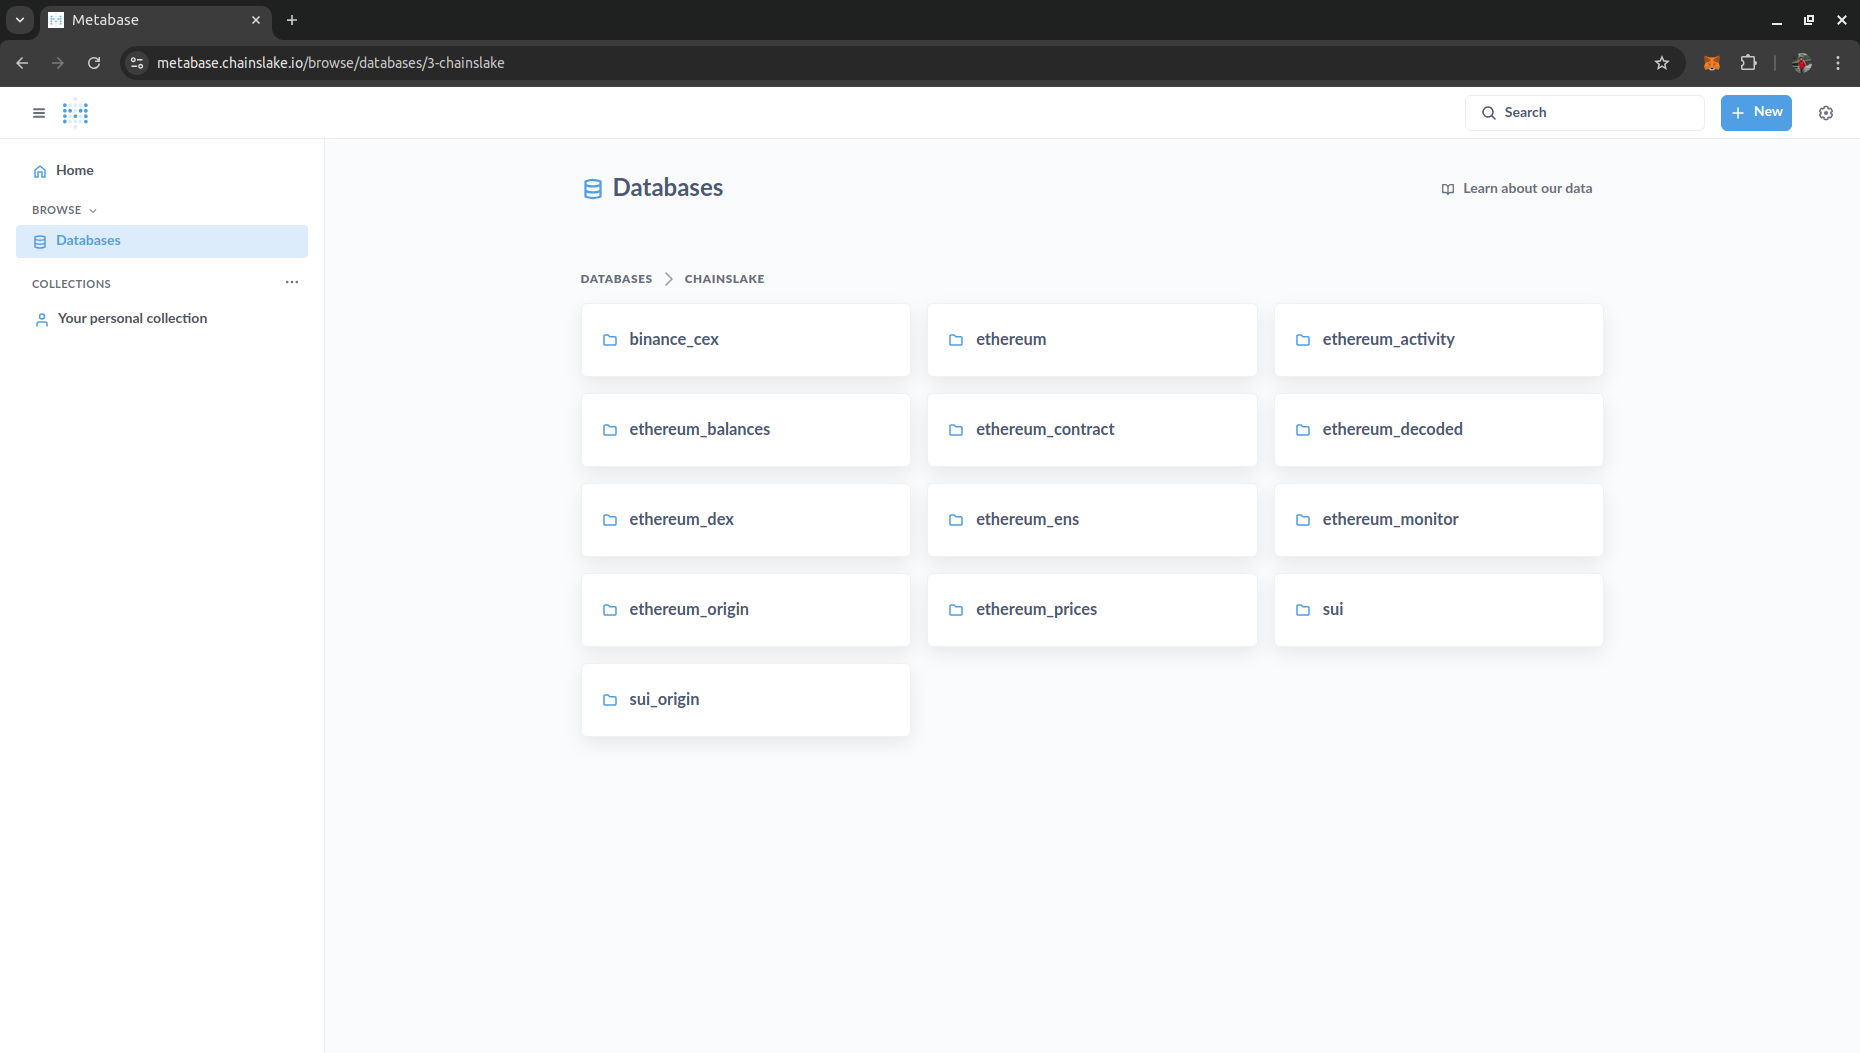 Metabase
metabase.chainslake.io/browse/databases/3-chainslake
Search
New
Home
BROWSE
Databases
COLLECTIONS
Your personal collection
Databases
Learn about our data
DATABASES CHAINSLAKE
binance_cex
ethereum
ethereum_activity
ethereum_balances
ethereum_contract
ethereum_decoded
ethereum_dex
ethereum_ens
ethereum_monitor
ethereum_origin
ethereum_prices
sui
sui_origin